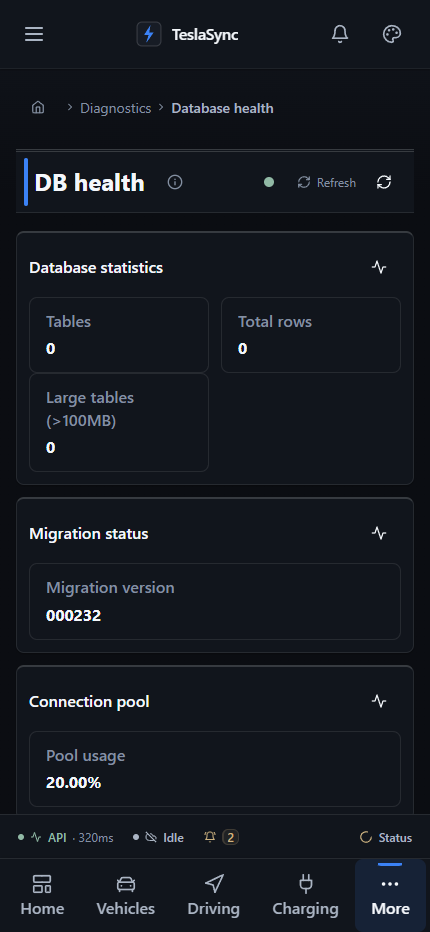 TeslaSync
Diagnostics
Database health
DB health
Refresh
Database statistics
Tables
0
Total rows
0
Large tables
(>100MB)
0
Migration status
Migration version
000232
Connection pool
Pool usage
20.00%
API · 320ms
Idle
2
Status
Home
Vehicles
Driving
Charging
More